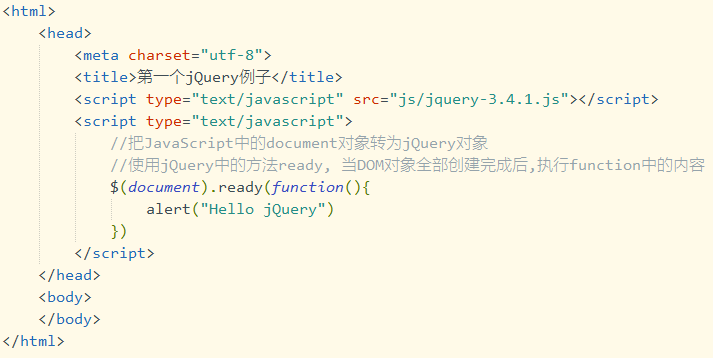 <html>
<head>
<meta charset="utf-8">
<title>第一个jQuery例子</title>
<script type="text/javascript" src="js/jquery-3.4.1.js"></script>
<script type="text/javascript">
//把JavaScript中的document对象转为jQuery对象
//使用jQuery中的方法ready, 当DOM对象全部创建完成后,执行function中的内容
$(document).ready(function(){
alert("Hello jQuery")
})
</script>
</head>
<body>
</body>
</html>